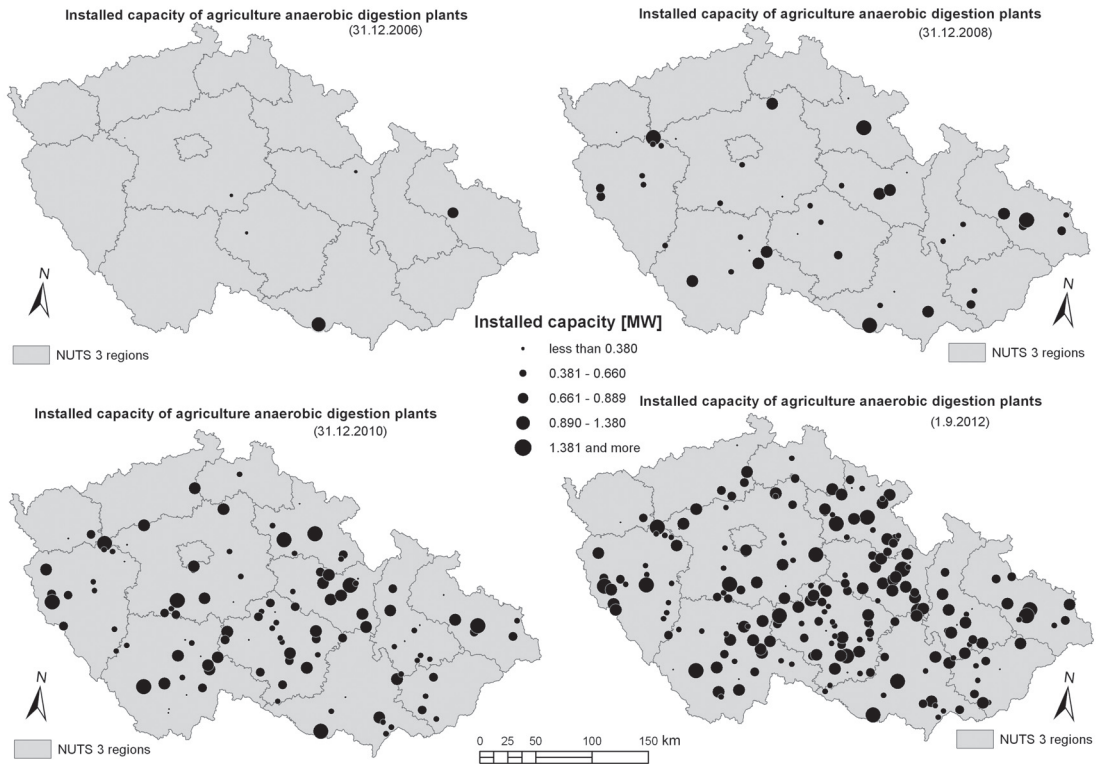 Installed capacity of agriculture anaerobic digestion plants
(31.12.2006)
N
NUTS 3 regions
Installed capacity of agriculture anaerobic digestion plants
(31.12.2008)
N
NUTS 3 regions
Installed capacity [MW]
less than 0.380
0.381 - 0.660
0.661 - 0.889
0.890 - 1.380
1.381 and more
Installed capacity of agriculture anaerobic digestion plants
(31.12.2010)
N
NUTS 3 regions
Installed capacity of agriculture anaerobic digestion plants
(1.9.2012)
N
NUTS 3 regions
0 25 50 100 150 km